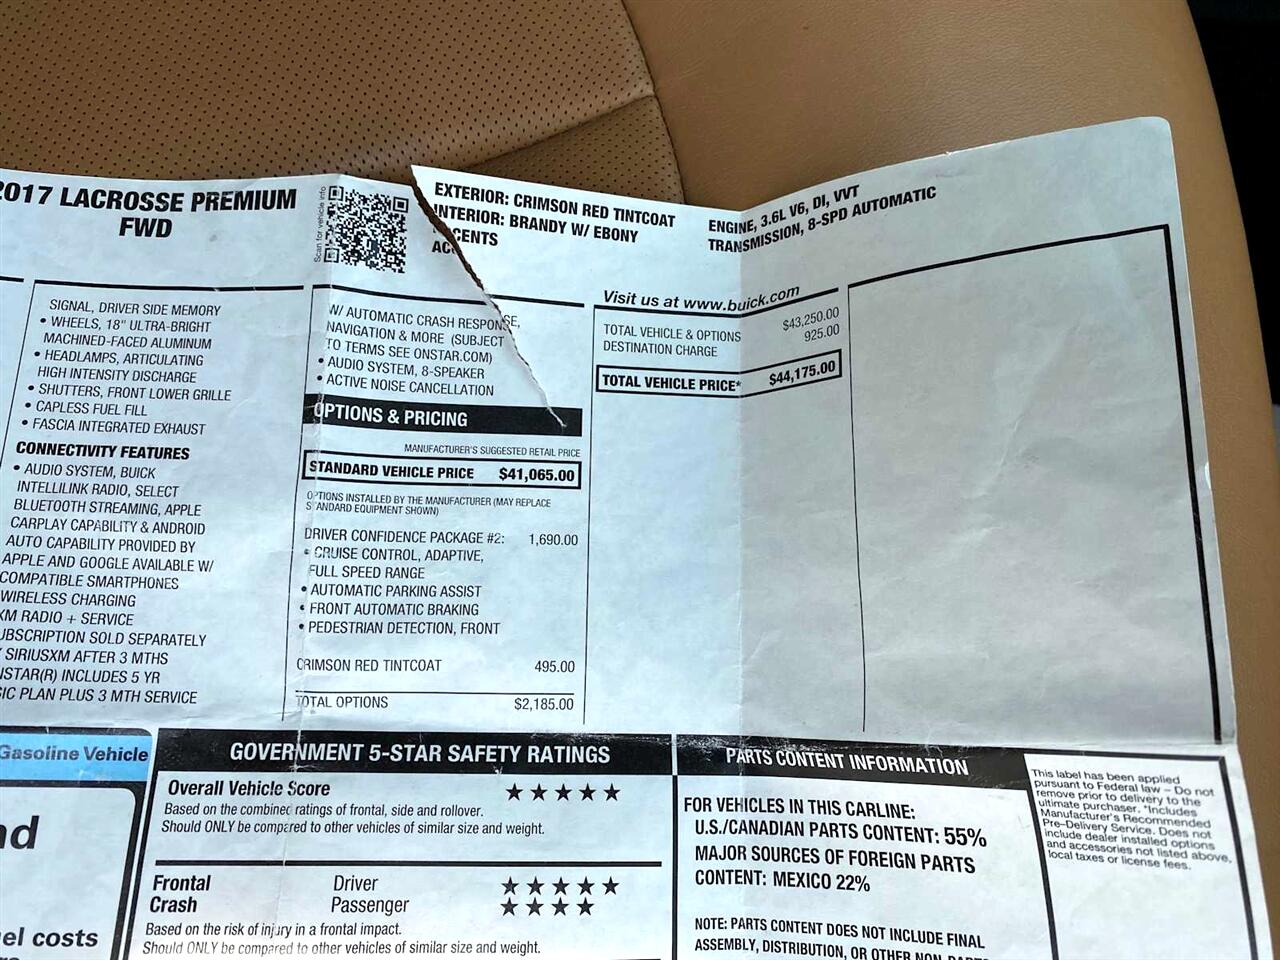 2017 LACROSSE PREMIUM
FWD
Scan for vehicle info
EXTERIOR: CRIMSON RED TINTCOAT
INTERIOR: BRANDY W/ EBONY
ENGINE, 3.6L V6, DI, VVT
TRANSMISSION, 8-SPD AUTOMATIC
SIGNAL, DRIVER SIDE MEMORY
• WHEELS, 18" ULTRA-BRIGHT
MACHINED-FACED ALUMINUM
• HEADLAMPS, ARTICULATING
HIGH INTENSITY DISCHARGE
• SHUTTERS, FRONT LOWER GRILLE
• CAPLESS FUEL FILL
• FASCIA INTEGRATED EXHAUST
CONNECTIVITY FEATURES
• AUDIO SYSTEM, BUICK
INTELLILINK RADIO, SELECT
BLUETOOTH STREAMING, APPLE
CARPLAY CAPABILITY & ANDROID
AUTO CAPABILITY PROVIDED BY
APPLE AND GOOGLE AVAILABLE W/
COMPATIBLE SMARTPHONES
WIRELESS CHARGING
XM RADIO + SERVICE
SUBSCRIPTION SOLD SEPARATELY
SIRIUSXM AFTER 3 MTHS
ONSTAR(R) INCLUDES 5 YR
PLAN PLUS 3 MTH SERVICE
W/ AUTOMATIC CRASH RESPONSE,
NAVIGATION & MORE (SUBJECT
TO TERMS SEE ONSTAR.COM)
• AUDIO SYSTEM, 8-SPEAKER
• ACTIVE NOISE CANCELLATION
OPTIONS & PRICING
MANUFACTURER'S SUGGESTED RETAIL PRICE
STANDARD VEHICLE PRICE $41,065.00
OPTIONS INSTALLED BY THE MANUFACTURER (MAY REPLACE
STANDARD EQUIPMENT SHOWN)
DRIVER CONFIDENCE PACKAGE #2: 1,690.00
• CRUISE CONTROL, ADAPTIVE,
FULL SPEED RANGE
• AUTOMATIC PARKING ASSIST
• FRONT AUTOMATIC BRAKING
• PEDESTRIAN DETECTION, FRONT
CRIMSON RED TINTCOAT 495.00
TOTAL OPTIONS $2,185.00
Visit us at www.buick.com
TOTAL VEHICLE & OPTIONS $43,250.00
DESTINATION CHARGE 925.00
TOTAL VEHICLE PRICE* $44,175.00
Gasoline Vehicle
nd
el costs
GOVERNMENT 5-STAR SAFETY RATINGS
Overall Vehicle Score ★★★★★
Based on the combined ratings of frontal, side and rollover.
Should ONLY be compared to other vehicles of similar size and weight.
Frontal Driver ★★★★★
Crash Passenger ★★★★
Based on the risk of injury in a frontal impact.
Should ONLY be compared to other vehicles of similar size and weight.
PARTS CONTENT INFORMATION
FOR VEHICLES IN THIS CARLINE:
U.S./CANADIAN PARTS CONTENT: 55%
MAJOR SOURCES OF FOREIGN PARTS
CONTENT: MEXICO 22%
NOTE: PARTS CONTENT DOES NOT INCLUDE FINAL
ASSEMBLY, DISTRIBUTION, OR OTHER NON-PARTS
This label has been applied
pursuant to Federal law – Do not
remove prior to delivery to the
ultimate purchaser. *Includes
Manufacturer's Recommended
Pre-Delivery Service. Does not
include dealer installed options
and accessories not listed above,
local taxes or license fees.